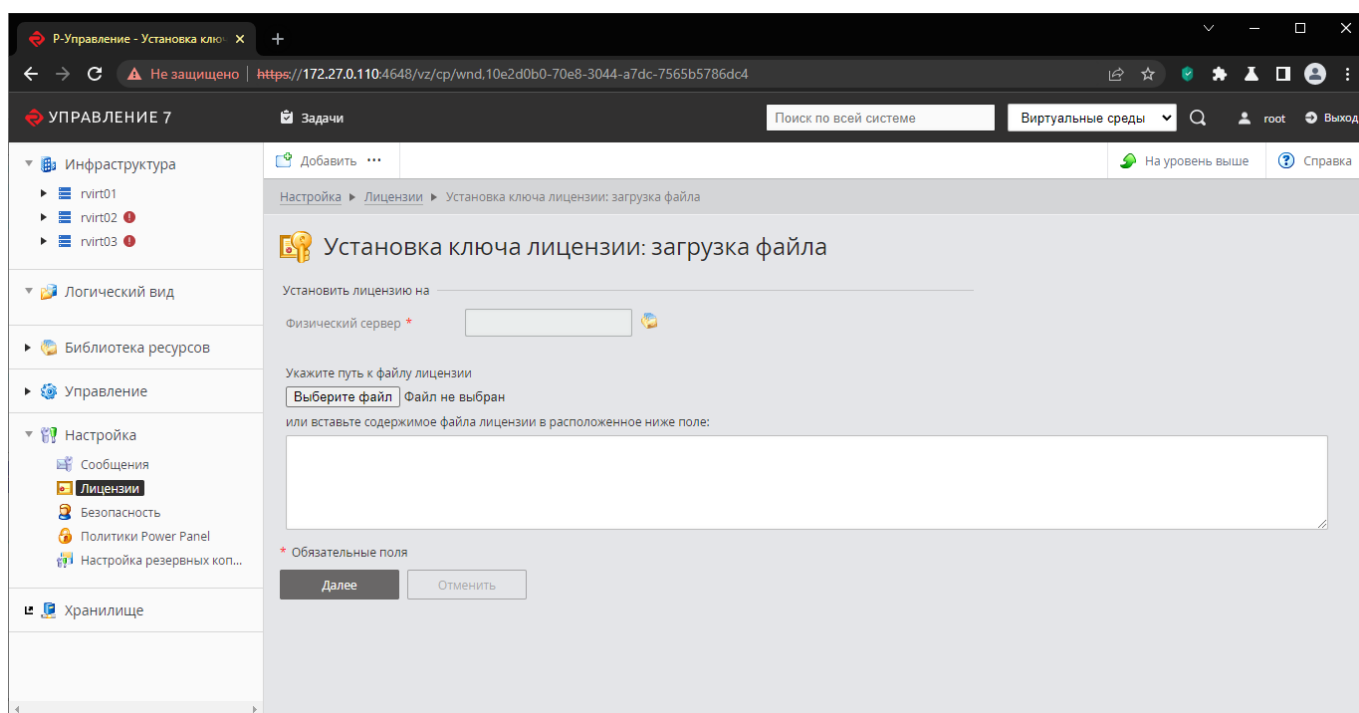 Р-Управление - Установка клю
Не защищено https://172.27.0.110:4648/vz/cp/wnd,10e2d0b0-70e8-3044-a7dc-7565b5786dc4
УПРАВЛЕНИЕ 7 Задачи Поиск по всей системе Виртуальные среды root Выход
Добавить ••• На уровень выше Справка
Настройка Лицензии Установка ключа лицензии: загрузка файла
Инфраструктура
rvirt01
rvirt02
rvirt03
Логический вид
Библиотека ресурсов
Управление
Настройка
Сообщения
Лицензии
Безопасность
Политики Power Panel
Настройка резервных коп...
Хранилище
Установка ключа лицензии: загрузка файла
Установить лицензию на
Физический сервер *
Укажите путь к файлу лицензии
Выберите файл Файл не выбран
или вставьте содержимое файла лицензии в расположенное ниже поле:
* Обязательные поля
Далее Отменить